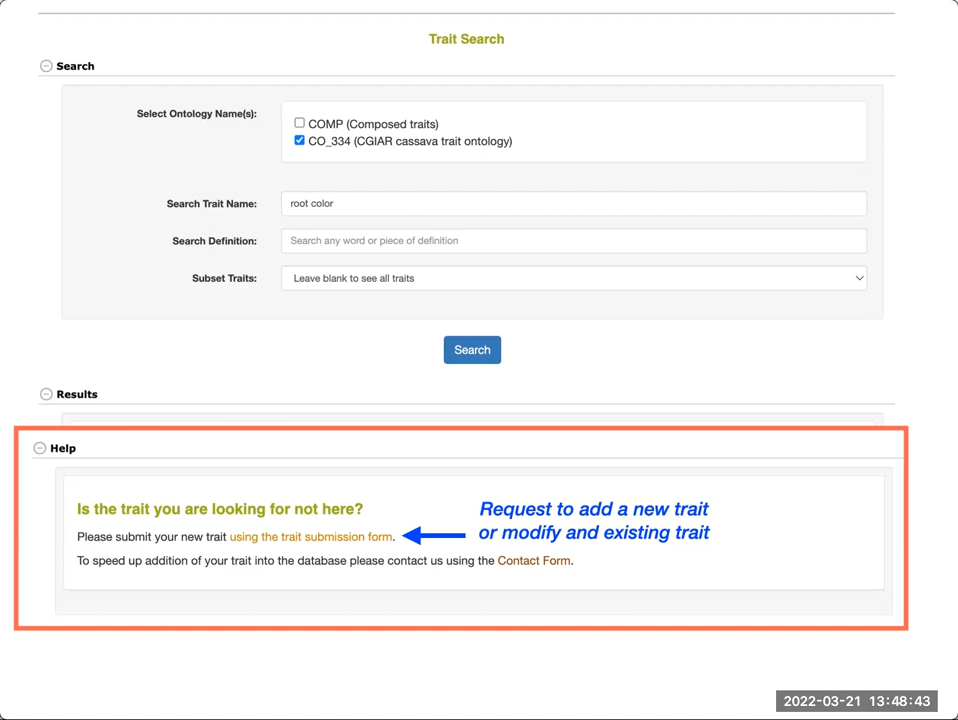 Trait Search
Search
Select Ontology Name(s):
COMP (Composed traits)
CO_334 (CGIAR cassava trait ontology)
Search Trait Name:
root color
Search Definition:
Search any word or piece of definition
Subset Traits:
Leave blank to see all traits
Search
Results
Help
Is the trait you are looking for not here?
Please submit your new trait using the trait submission form.
To speed up addition of your trait into the database please contact us using the Contact Form.
Request to add a new trait
or modify and existing trait
2022-03-21 13:48:43